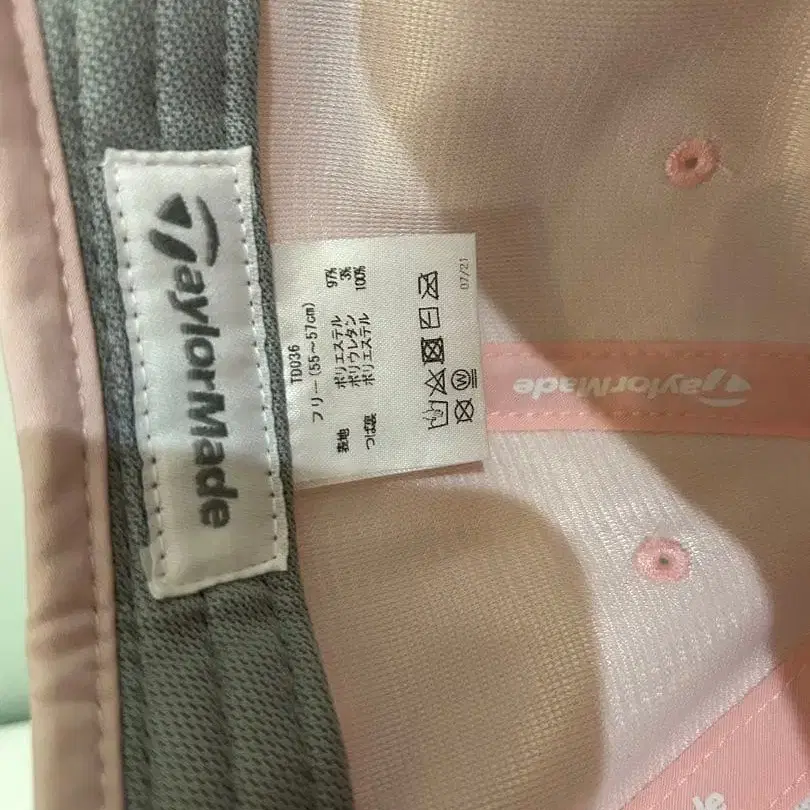 TaylorMade
TD036
フリー(55～57cm)
表地 ポリエステル 97%
ポリウレタン 3%
つば裏 ポリエステル 100%
W
07/21
TaylorMade